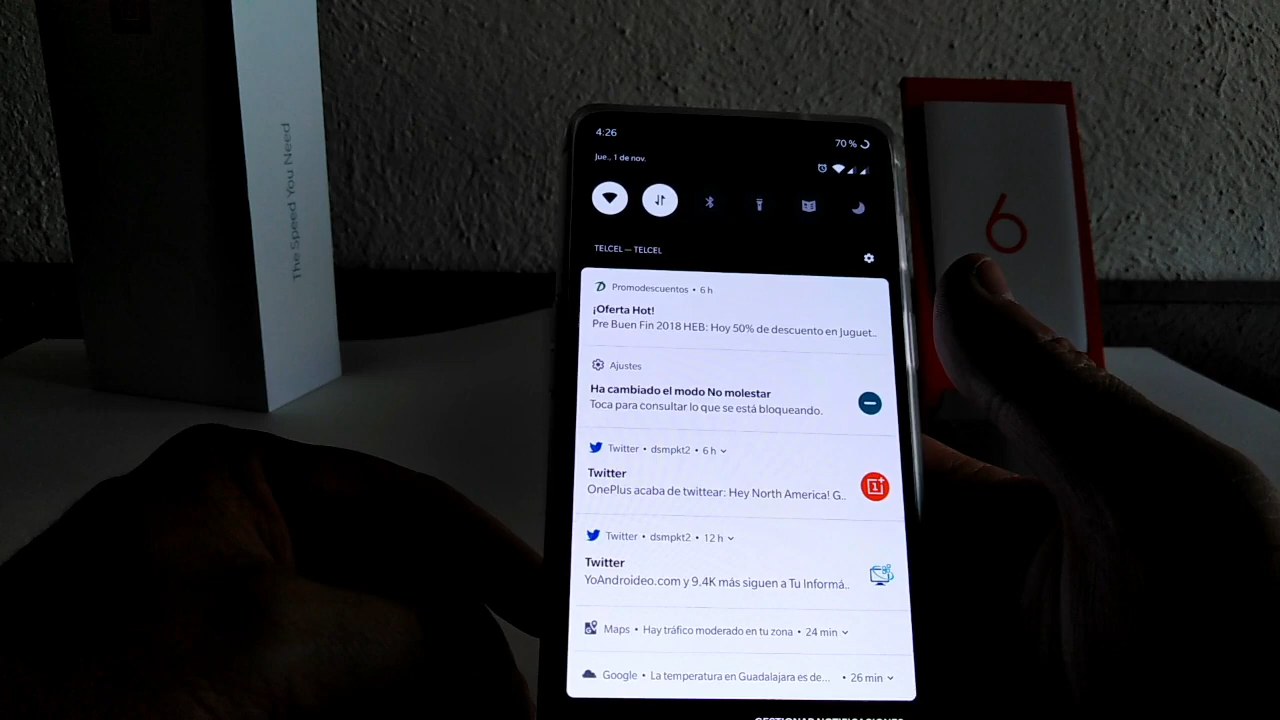 The Speed You Need
6
4:26
70 %
Jue., 1 de nov.
TELCEL — TELCEL
Promodescuentos • 6 h
¡Oferta Hot!
Pre Buen Fin 2018 HEB: Hoy 50% de descuento en Juguet..
Ajustes
Ha cambiado el modo No molestar
Toca para consultar lo que se está bloqueando.
Twitter • dsmpkt2 • 6 h
Twitter
OnePlus acaba de twittear: Hey North America! G..
Twitter • dsmpkt2 • 12 h
Twitter
YoAndroideo.com y 9.4K más siguen a Tu Informá..
Maps • Hay tráfico moderado en tu zona • 24 min
Google • La temperatura en Guadalajara es de... • 26 min
GESTIONAR NOTIFICACIONES